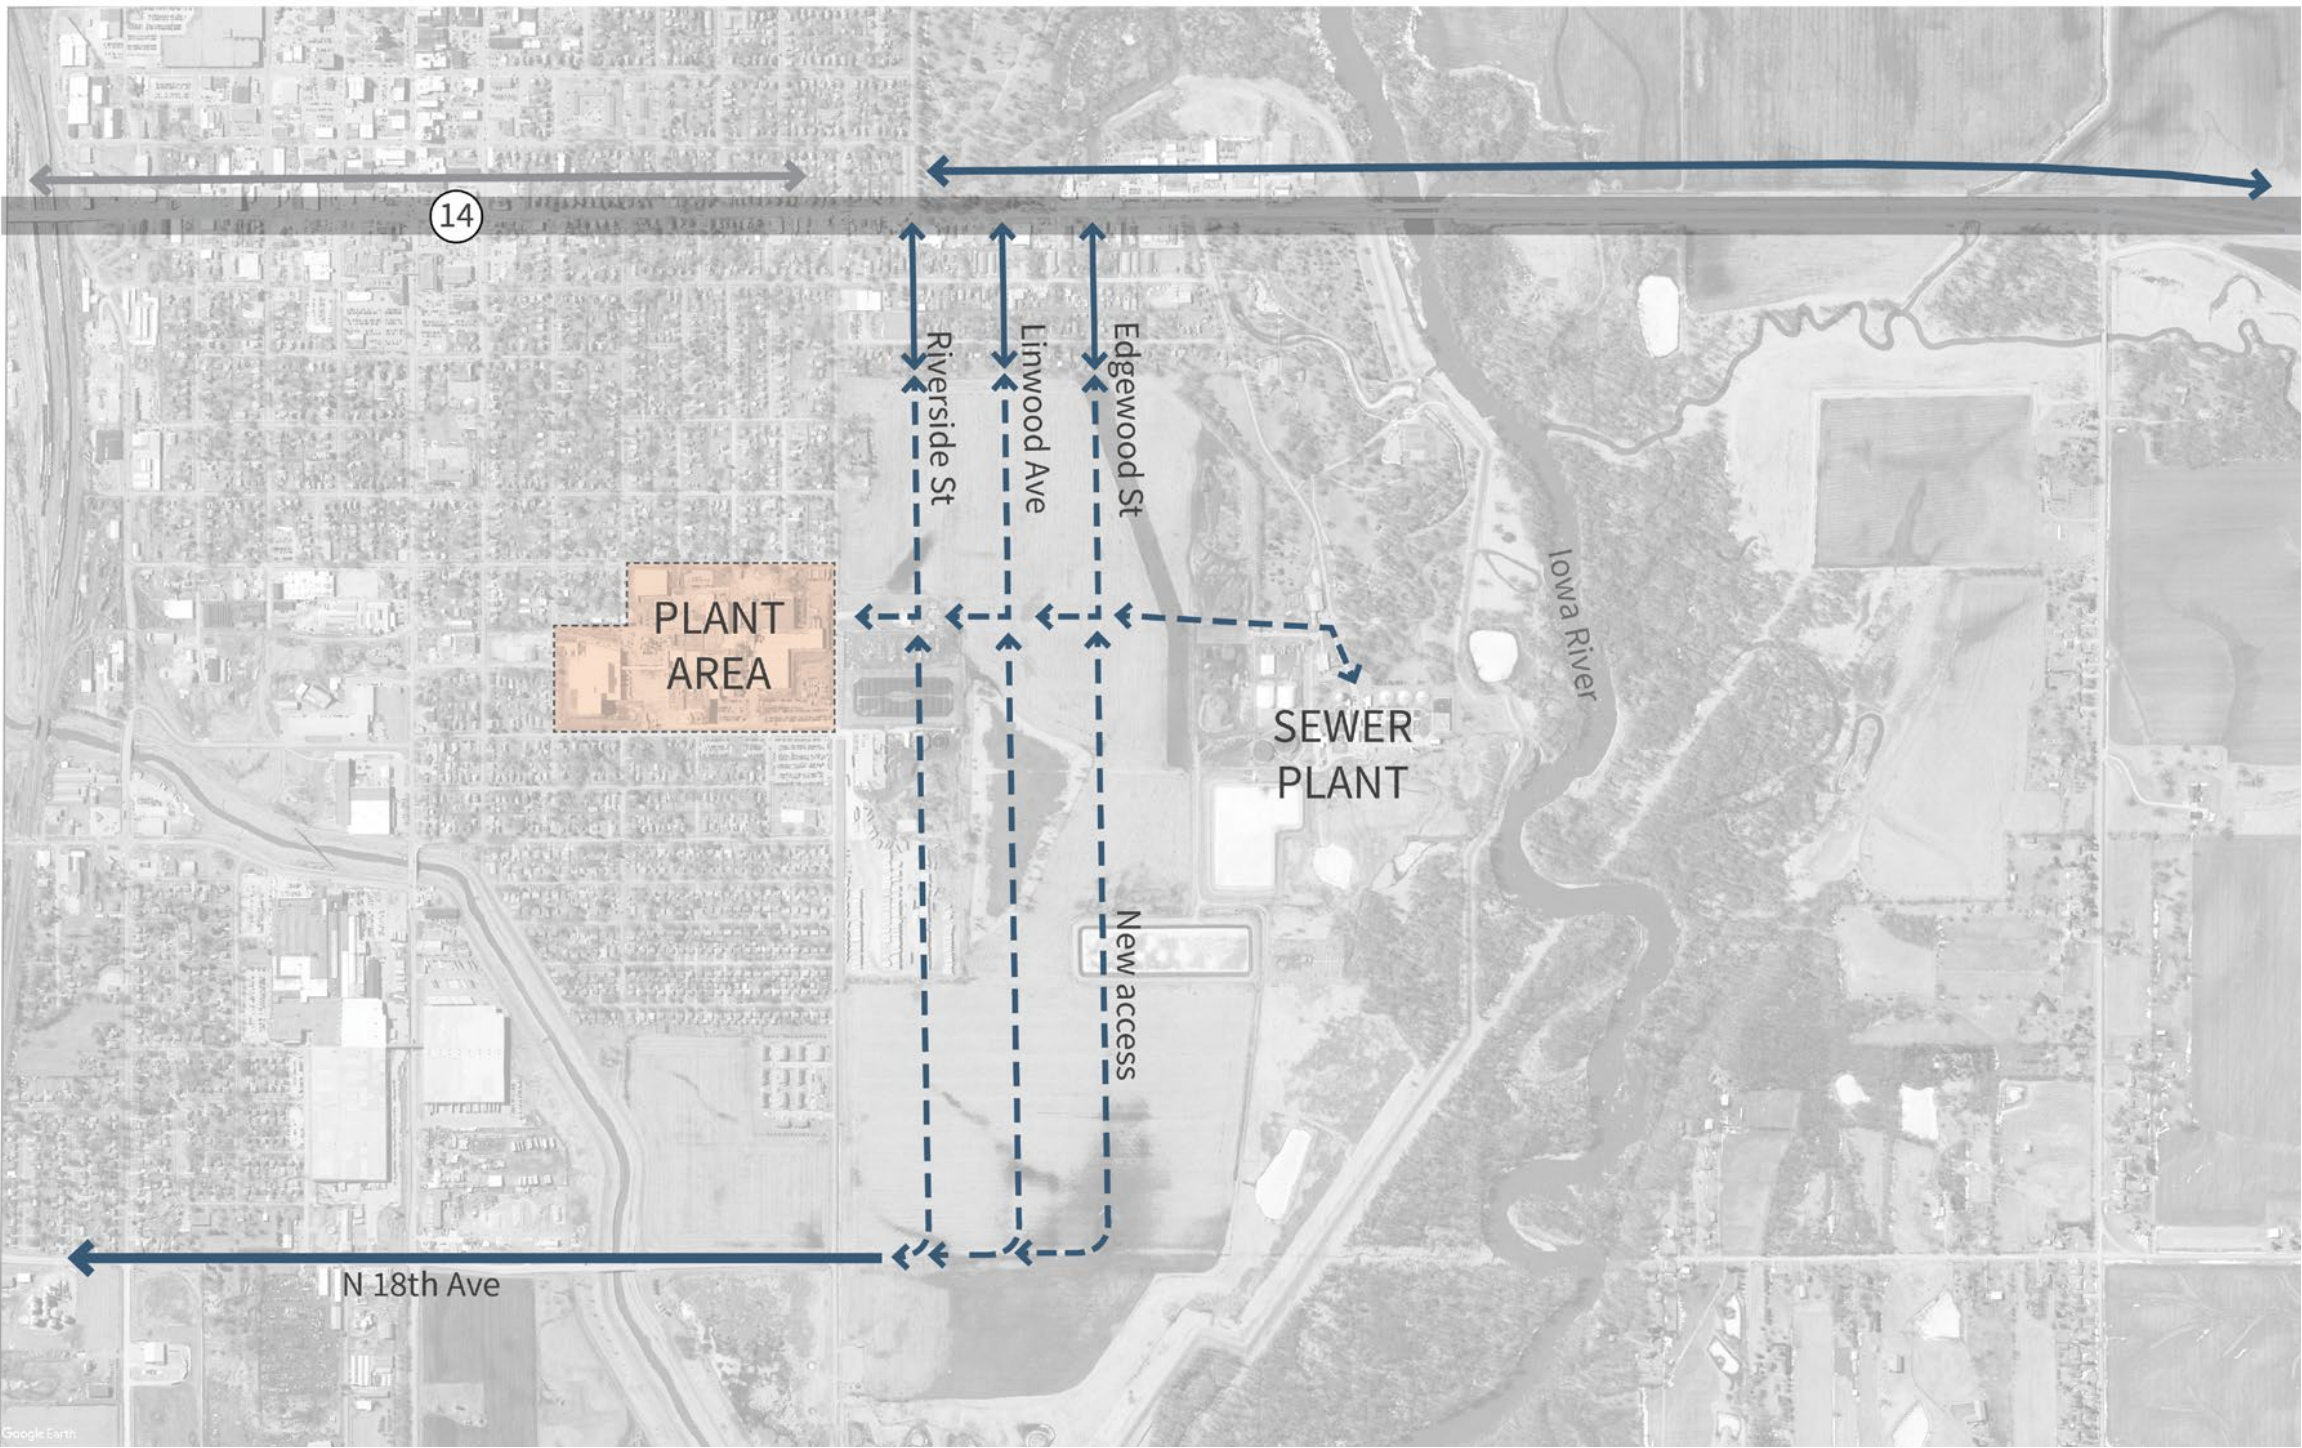 14
Riverside St
Linwood Ave
Edgewood St
Iowa River
PLANT
AREA
SEWER
PLANT
New access
N 18th Ave
Google Earth